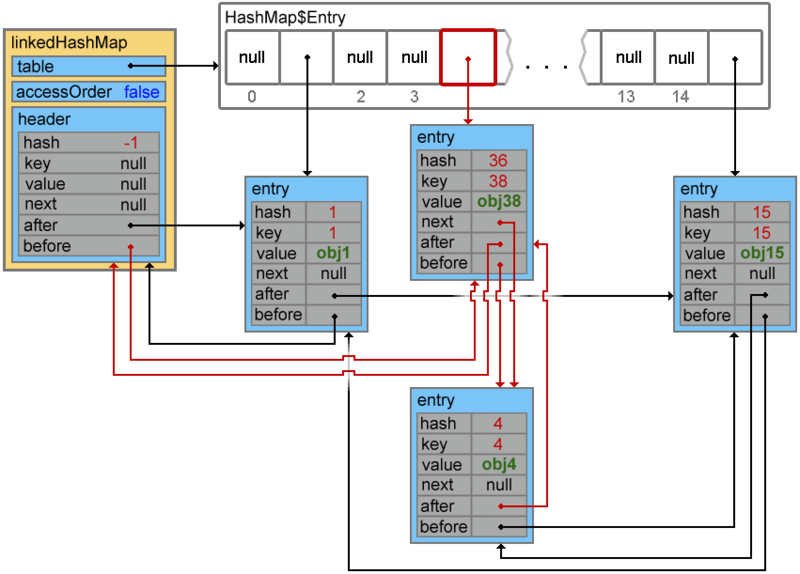 HashMap$Entry
null null null . . . null null
0 2 3 13 14
linkedHashMap
table
accessOrder false
header
hash -1
key null
value null
next null
after
before
entry
hash 1
key 1
value obj1
next null
after
before
entry
hash 36
key 38
value obj38
next
after
before
entry
hash 15
key 15
value obj15
next null
after
before
entry
hash 4
key 4
value obj4
next null
after
before